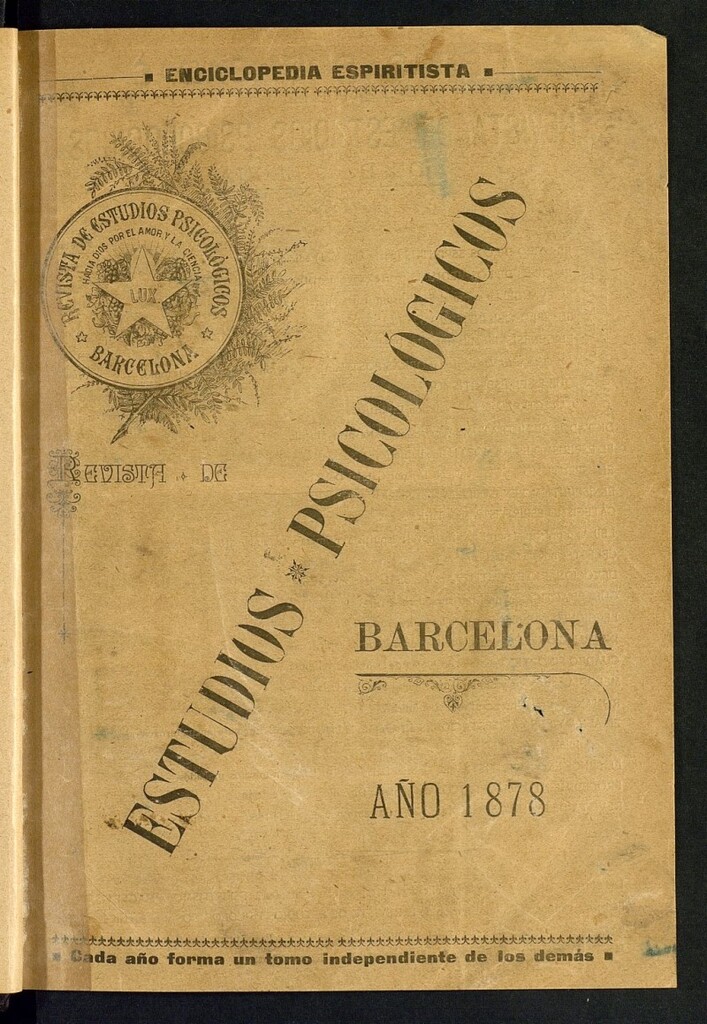 ENCICLOPEDIA ESPIRITISTA
REVISTA DE ESTUDIOS PSICOLÓGICOS
HACIA DIOS POR EL AMOR Y LA CIENCIA
LUX
BARCELONA
REVISTA DE
ESTUDIOS PSICOLÓGICOS
BARCELONA
AÑO 1878
Cada año forma un tomo independiente de los demás